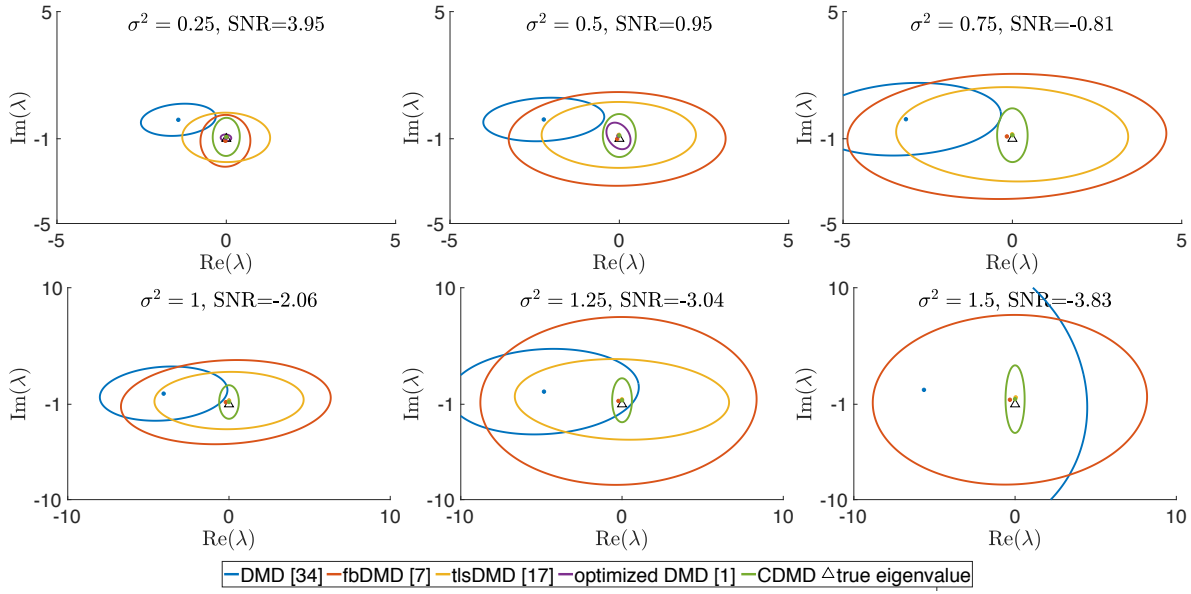 σ² = 0.25, SNR=3.95
5
-1
-5
-5
0
5
Im(λ)
Re(λ)
σ² = 0.5, SNR=0.95
5
-1
-5
-5
0
5
Im(λ)
Re(λ)
σ² = 0.75, SNR=-0.81
5
-1
-5
-5
0
5
Im(λ)
Re(λ)
σ² = 1, SNR=-2.06
10
-1
-10
-10
0
10
Im(λ)
Re(λ)
σ² = 1.25, SNR=-3.04
10
-1
-10
-10
0
10
Im(λ)
Re(λ)
σ² = 1.5, SNR=-3.83
10
-1
-10
-10
0
10
Im(λ)
Re(λ)
DMD [34] fbDMD [7] tlsDMD [17] optimized DMD [1] CDMD true eigenvalue